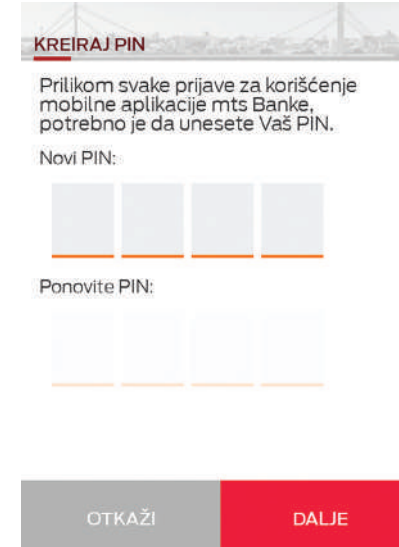 KREIRAJ PIN
Prilikom svake prijave za korišćenje
mobilne aplikacije mts Banke,
potrebno je da unesete Vaš PIN.
Novi PIN:
Ponovite PIN:
OTKAŽI
DALJE